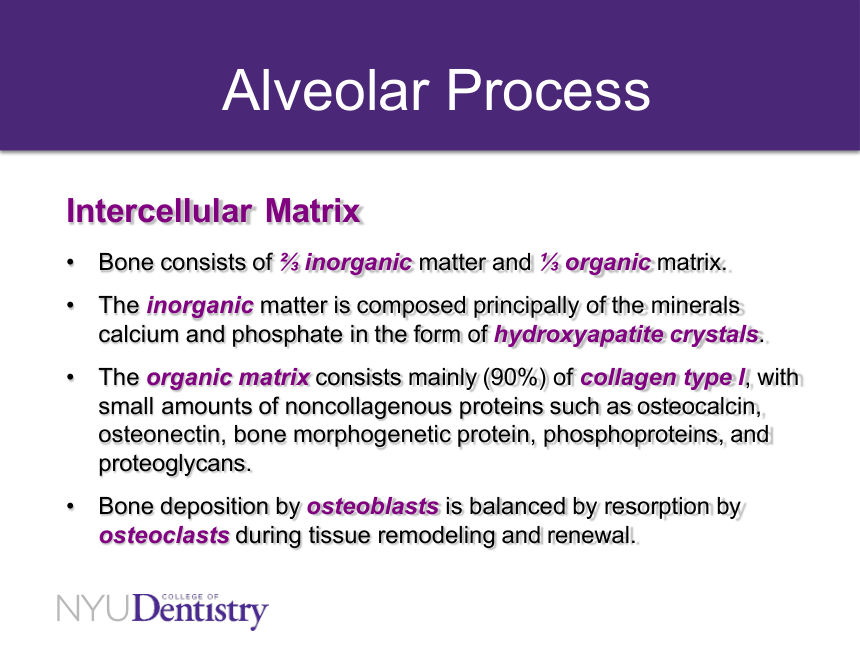 Alveolar Process
Intercellular Matrix
• Bone consists of ⅔ inorganic matter and ⅓ organic matrix.
• The inorganic matter is composed principally of the minerals
calcium and phosphate in the form of hydroxyapatite crystals.
• The organic matrix consists mainly (90%) of collagen type I, with
small amounts of noncollagenous proteins such as osteocalcin,
osteonectin, bone morphogenetic protein, phosphoproteins, and
proteoglycans.
• Bone deposition by osteoblasts is balanced by resorption by
osteoclasts during tissue remodeling and renewal.
COLLEGE OF
NYU Dentistry